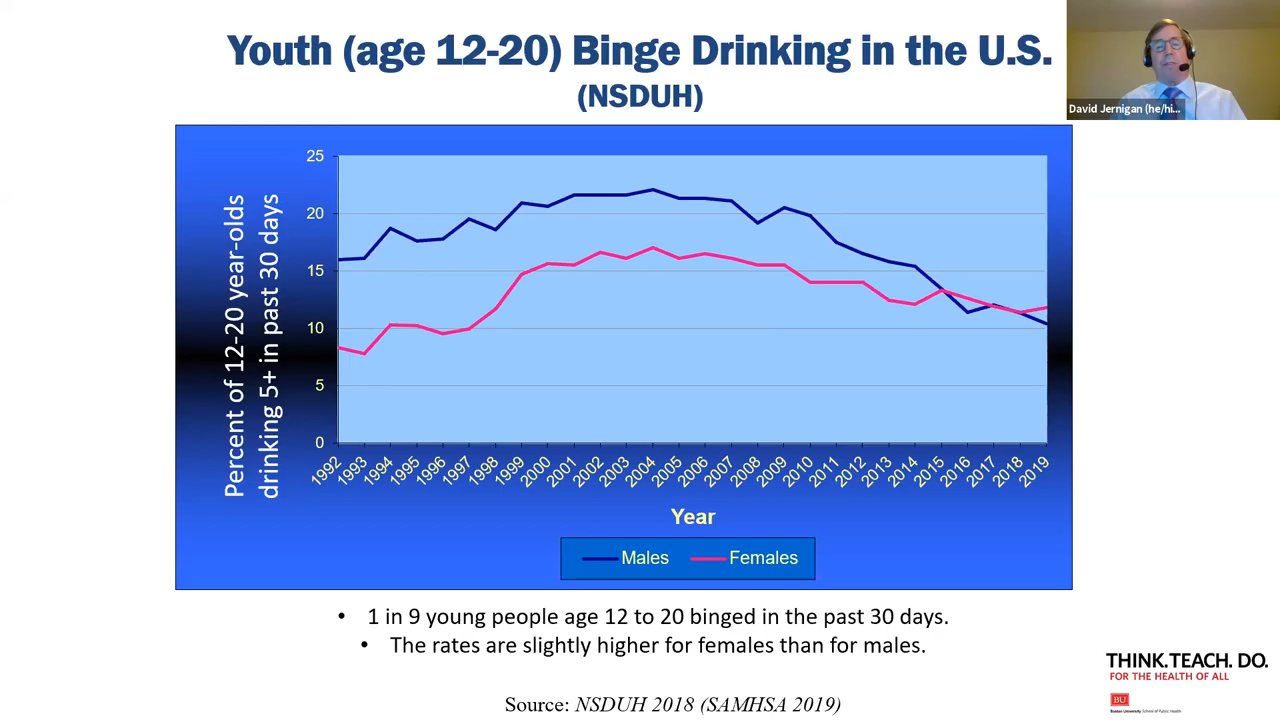 Youth (age 12-20) Binge Drinking in the U.S.
(NSDUH)
David Jernigan (he/hi...
Percent of 12-20 year-olds
drinking 5+ in past 30 days
25
20
15
10
5
0
1992
1993
1994
1995
1996
1997
1998
1999
2000
2001
2002
2003
2004
2005
2006
2007
2008
2009
2010
2011
2012
2013
2014
2015
2016
2017
2018
2019
Year
Males
Females
• 1 in 9 young people age 12 to 20 binged in the past 30 days.
• The rates are slightly higher for females than for males.
Source: NSDUH 2018 (SAMHSA 2019)
THINK.TEACH. DO.
FOR THE HEALTH OF ALL
BU
Boston University School of Public Health